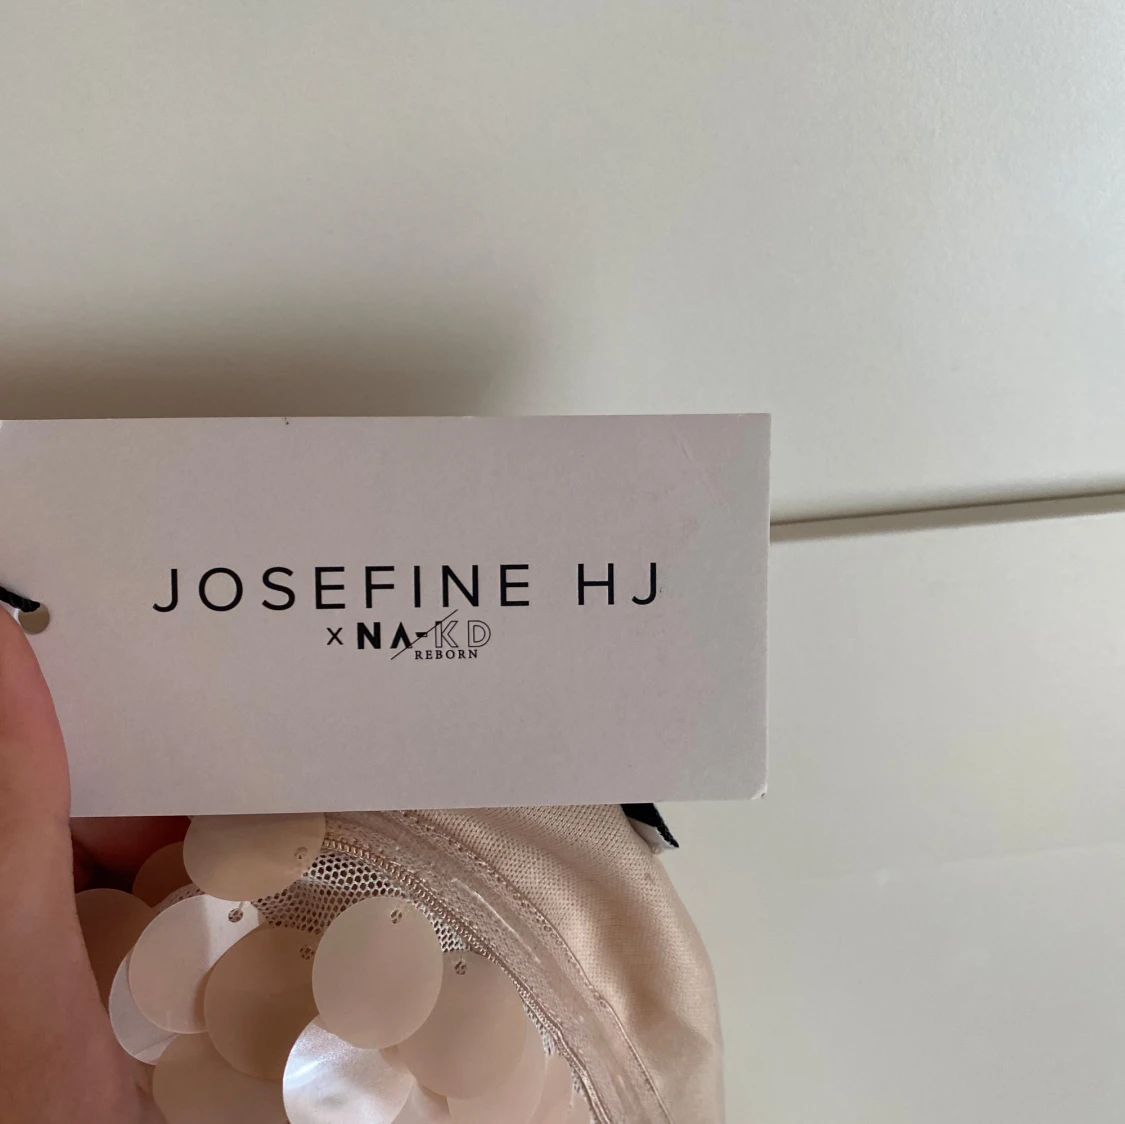 JOSEFINE HJ
x NA-KD
REBORN